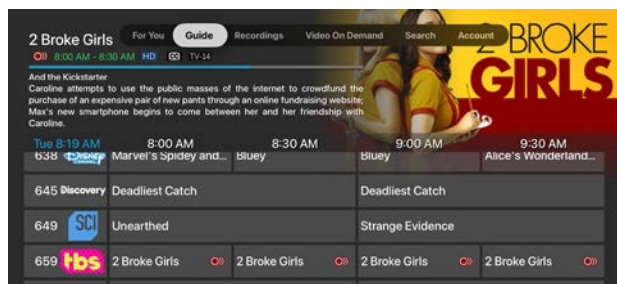 For You Guide Recordings Video On Demand Search Account
2 Broke Girls
8:00 AM - 8:30 AM HD TV-14
2 BROKE
GIRLS
And the Kickstarter
Caroline attempts to use the public masses of the internet to crowdfund the
purchase of an expensive pair of new pants through an online fundraising website;
Max's new smartphone begins to come between her and her friendship with
Caroline.
Tue 8:19 AM 8:00 AM 8:30 AM 9:00 AM 9:30 AM
638 Disney CHANNEL Marvel's Spidey and... Bluey Bluey Alice's Wonderland...
645 Discovery Deadliest Catch Deadliest Catch
649 SCI Unearthed Strange Evidence
659 tbs 2 Broke Girls 2 Broke Girls 2 Broke Girls 2 Broke Girls